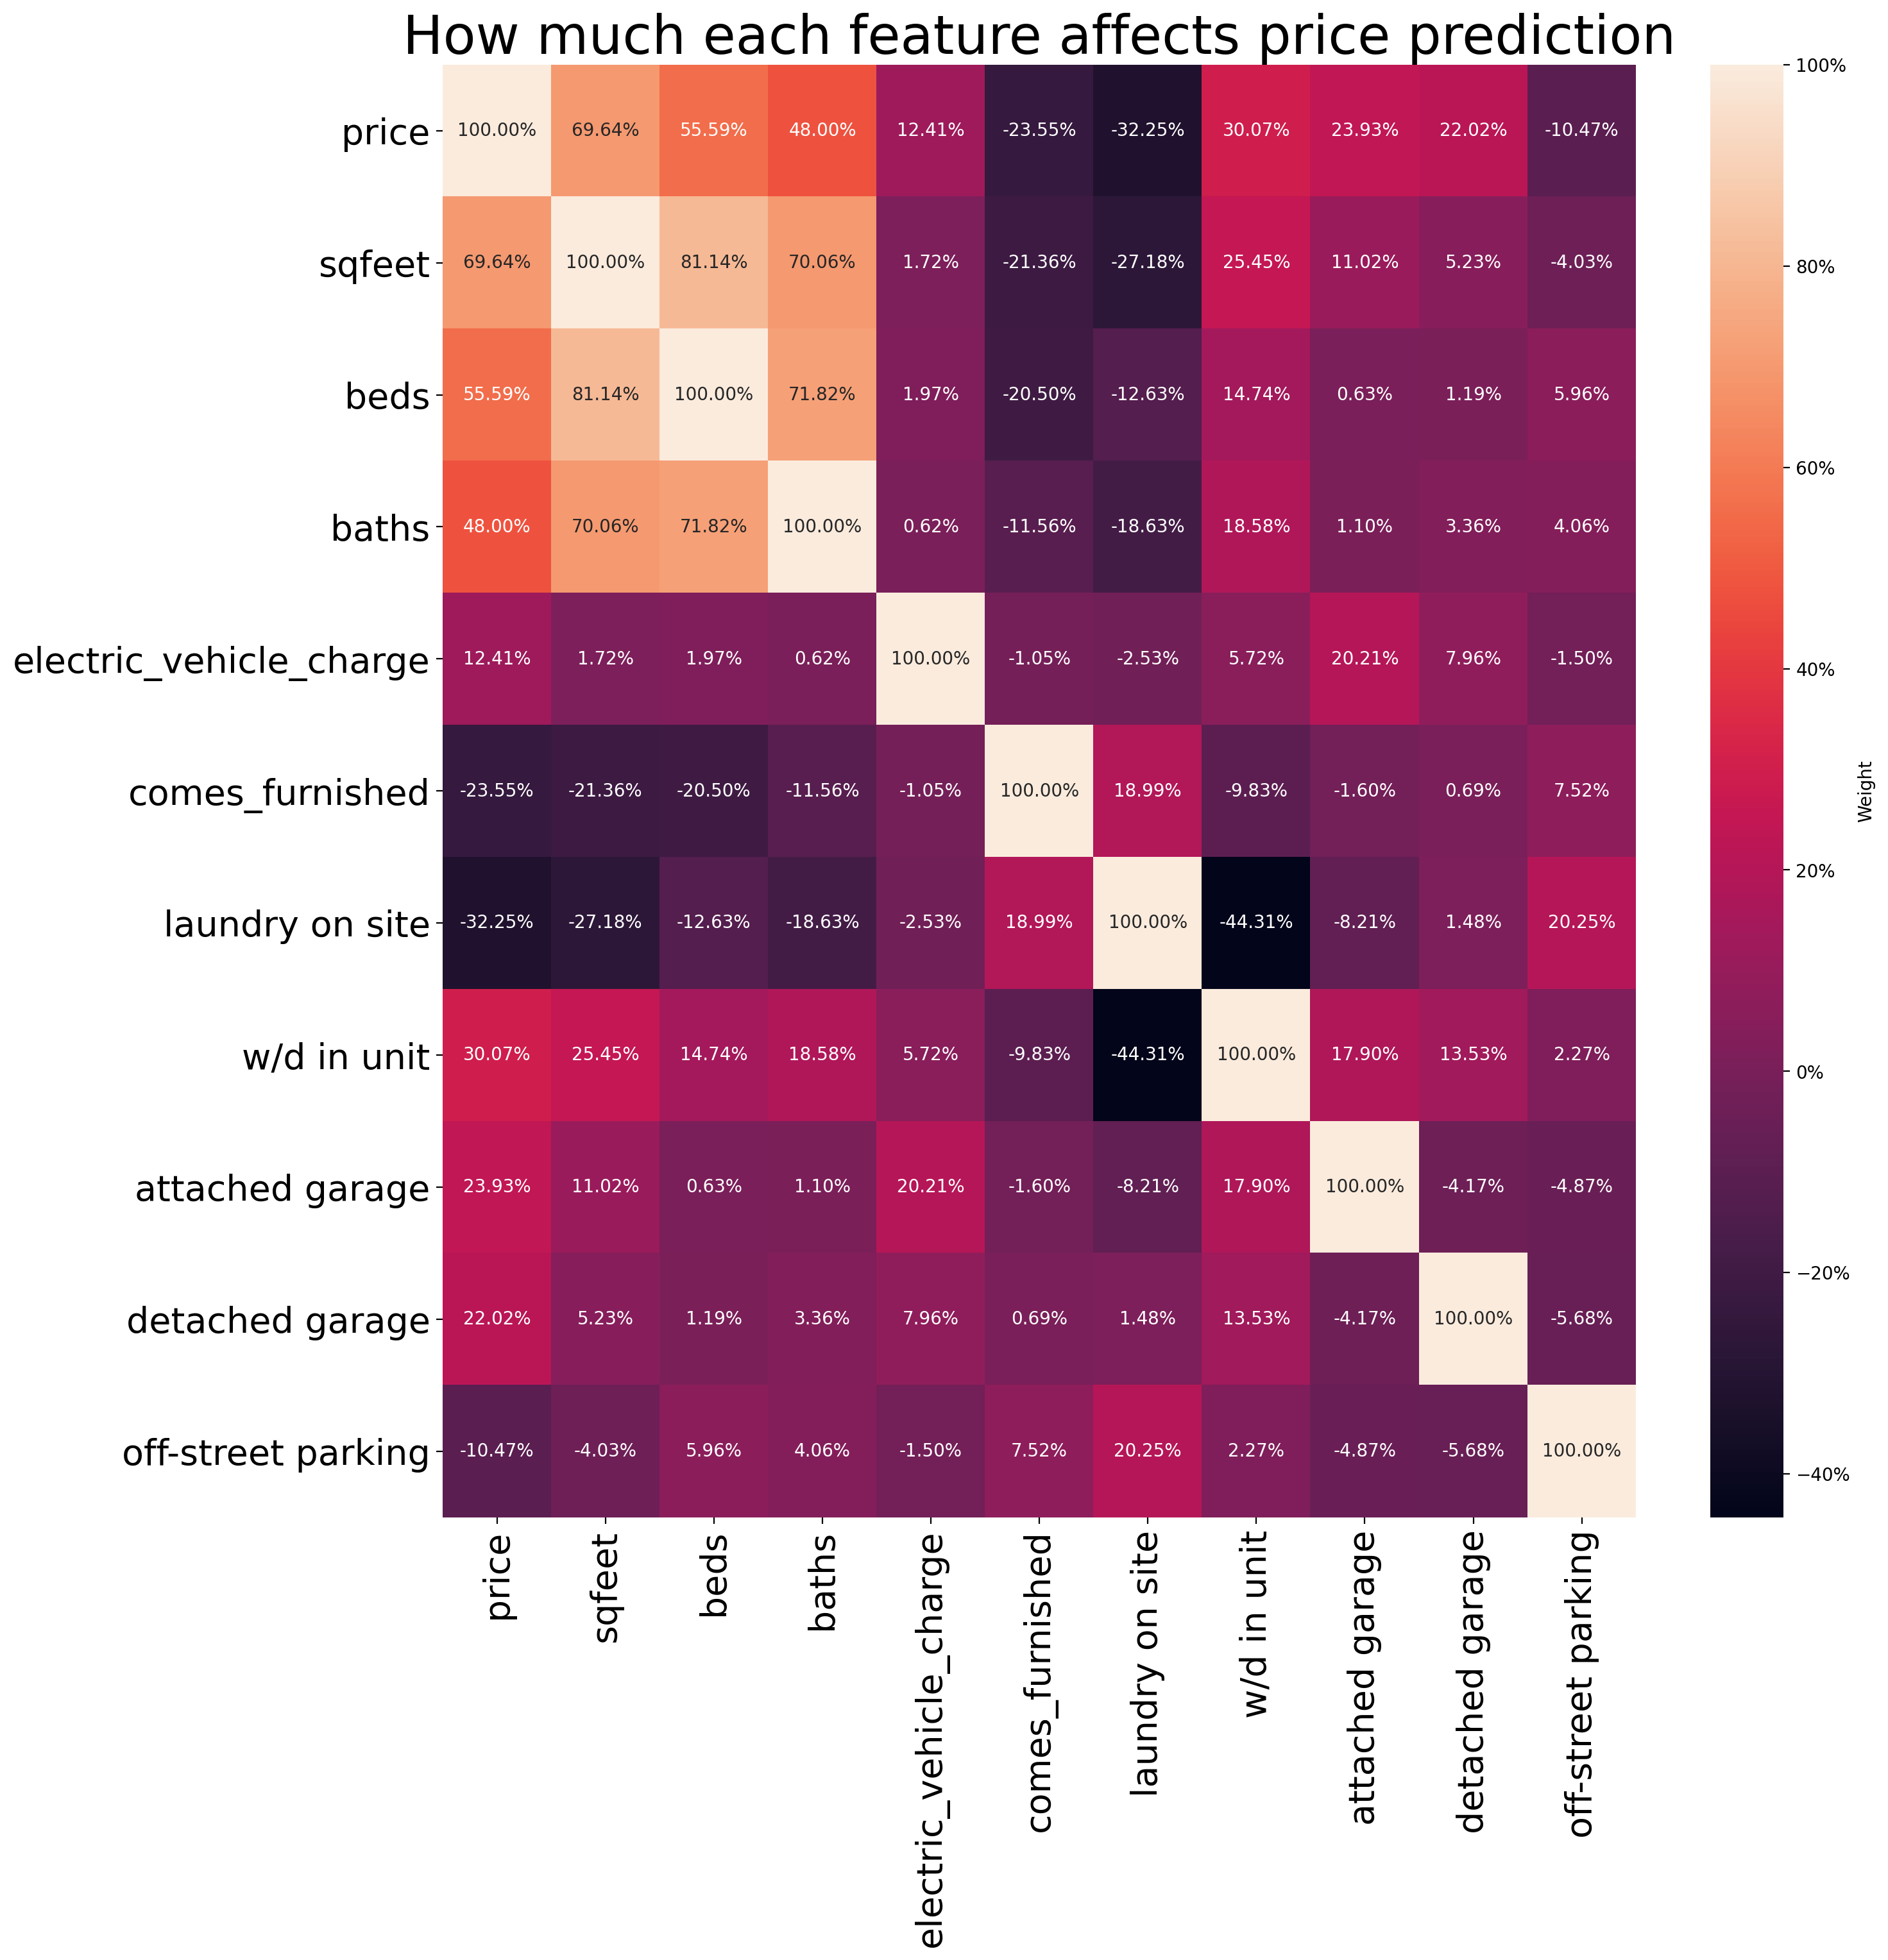 How much each feature affects price prediction
price 100.00% 69.64% 55.59% 48.00% 12.41% -23.55% -32.25% 30.07% 23.93% 22.02% -10.47%
sqfeet 69.64% 100.00% 81.14% 70.06% 1.72% -21.36% -27.18% 25.45% 11.02% 5.23% -4.03%
beds 55.59% 81.14% 100.00% 71.82% 1.97% -20.50% -12.63% 14.74% 0.63% 1.19% 5.96%
baths 48.00% 70.06% 71.82% 100.00% 0.62% -11.56% -18.63% 18.58% 1.10% 3.36% 4.06%
electric_vehicle_charge 12.41% 1.72% 1.97% 0.62% 100.00% -1.05% -2.53% 5.72% 20.21% 7.96% -1.50%
comes_furnished -23.55% -21.36% -20.50% -11.56% -1.05% 100.00% 18.99% -9.83% -1.60% 0.69% 7.52%
laundry on site -32.25% -27.18% -12.63% -18.63% -2.53% 18.99% 100.00% -44.31% -8.21% 1.48% 20.25%
w/d in unit 30.07% 25.45% 14.74% 18.58% 5.72% -9.83% -44.31% 100.00% 17.90% 13.53% 2.27%
attached garage 23.93% 11.02% 0.63% 1.10% 20.21% -1.60% -8.21% 17.90% 100.00% -4.17% -4.87%
detached garage 22.02% 5.23% 1.19% 3.36% 7.96% 0.69% 1.48% 13.53% -4.17% 100.00% -5.68%
off-street parking -10.47% -4.03% 5.96% 4.06% -1.50% 7.52% 20.25% 2.27% -4.87% -5.68% 100.00%
price
sqfeet
beds
baths
electric_vehicle_charge
comes_furnished
laundry on site
w/d in unit
attached garage
detached garage
off-street parking
100%
80%
60%
40%
20%
0%
−20%
−40%
Weight